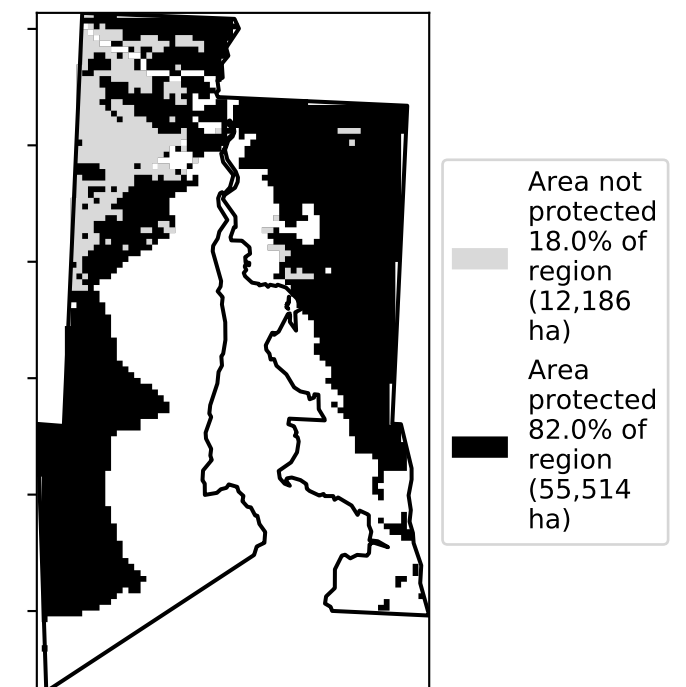 Area not
protected
18.0% of
region
(12,186
ha)
Area
protected
82.0% of
region
(55,514
ha)